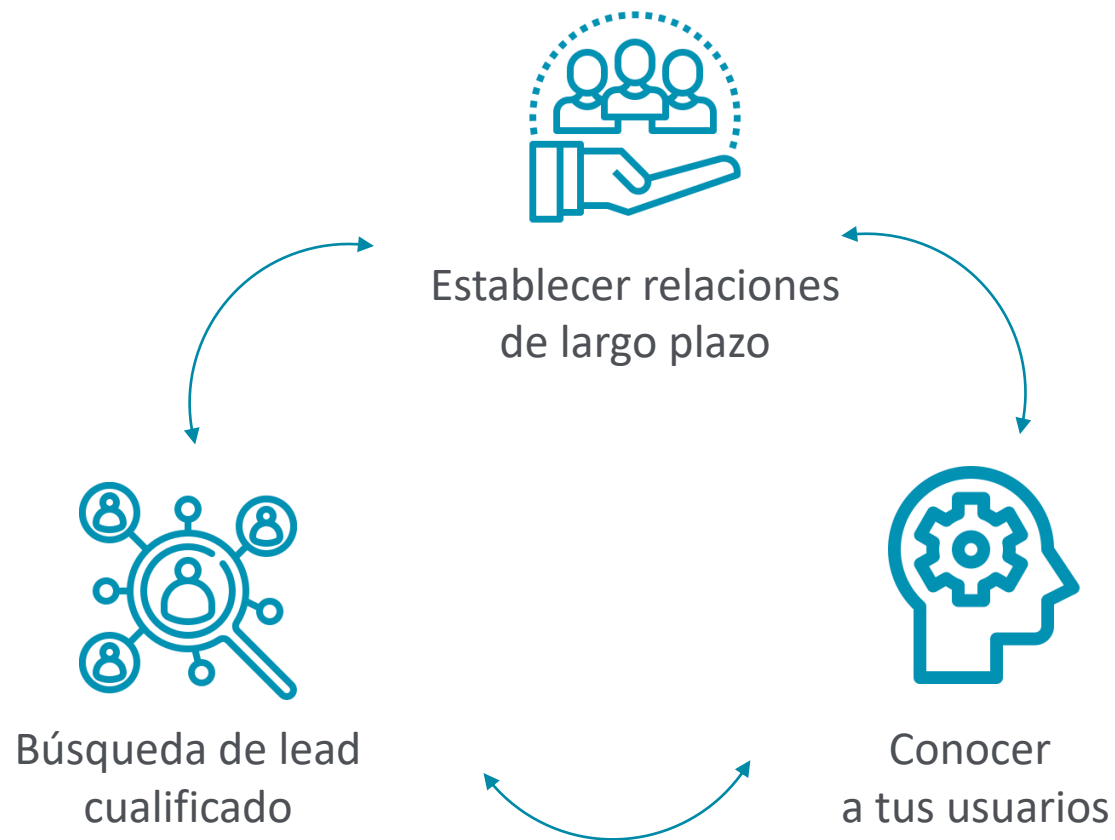 Establecer relaciones
de largo plazo
Búsqueda de lead
cualificado
Conocer
a tus usuarios